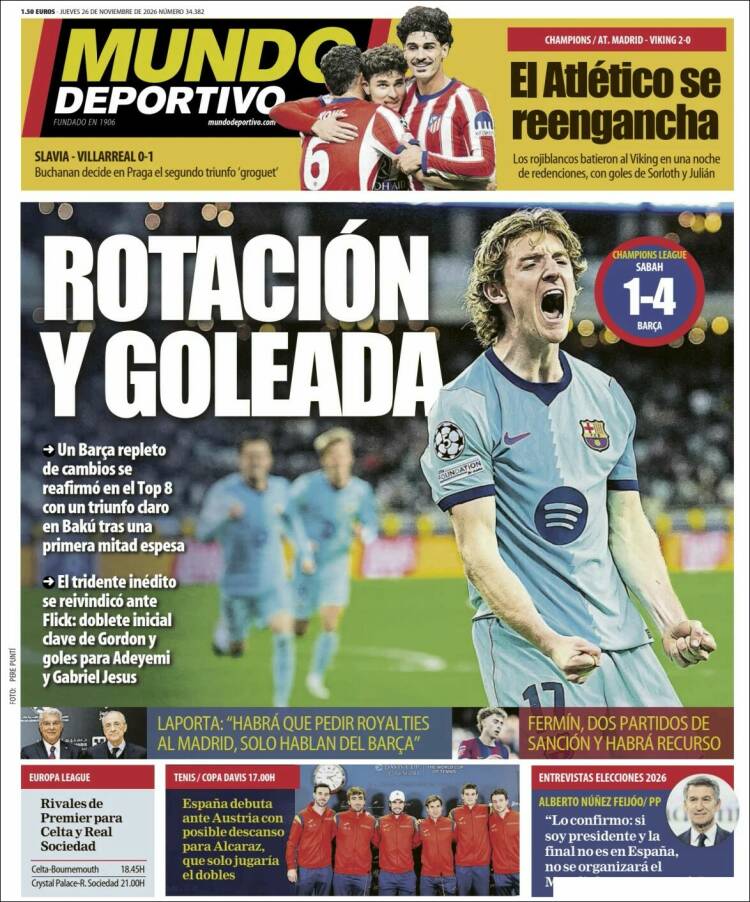 1.50 EUROS · JUEVES 26 DE NOVIEMBRE DE 2026 NÚMERO 34.382
MUNDO
DEPORTIVO
FUNDADO EN 1906
mundodeportivo.com
SLAVIA - VILLARREAL 0-1
Buchanan decide en Praga el segundo triunfo ‘groguet’
6
CHAMPIONS / AT. MADRID - VIKING 2-0
El Atlético se
reengancha
Los rojiblancos batieron al Viking en una noche
de redenciones, con goles de Sorloth y Julián
ROTACIÓN
Y GOLEADA
CHAMPIONS LEAGUE
SABAH
1-4
BARÇA
→ Un Barça repleto
de cambios se
reafirmó en el Top 8
con un triunfo claro
en Bakú tras una
primera mitad espesa
→ El tridente inédito
se reivindicó ante
Flick: doblete inicial
clave de Gordon y
goles para Adeyemi
y Gabriel Jesus
FOUNDATION
17
FOTO: PERE PUNTÍ
LAPORTA: “HABRÁ QUE PEDIR ROYALTIES
AL MADRID, SOLO HABLAN DEL BARÇA”
FERMÍN, DOS PARTIDOS DE
SANCIÓN Y HABRÁ RECURSO
EUROPA LEAGUE
Rivales de
Premier para
Celta y Real
Sociedad
Celta-Bournemouth 18.45H
Crystal Palace-R. Sociedad 21.00H
TENIS / COPA DAVIS 17.00H
España debuta
ante Austria con
posible descanso
para Alcaraz,
que solo jugaría
el dobles
ENTREVISTAS ELECCIONES 2026
ALBERTO NÚÑEZ FEIJÓO/ PP
“Lo confirmo: si
soy presidente y la
final no es en España,
no se organizará el